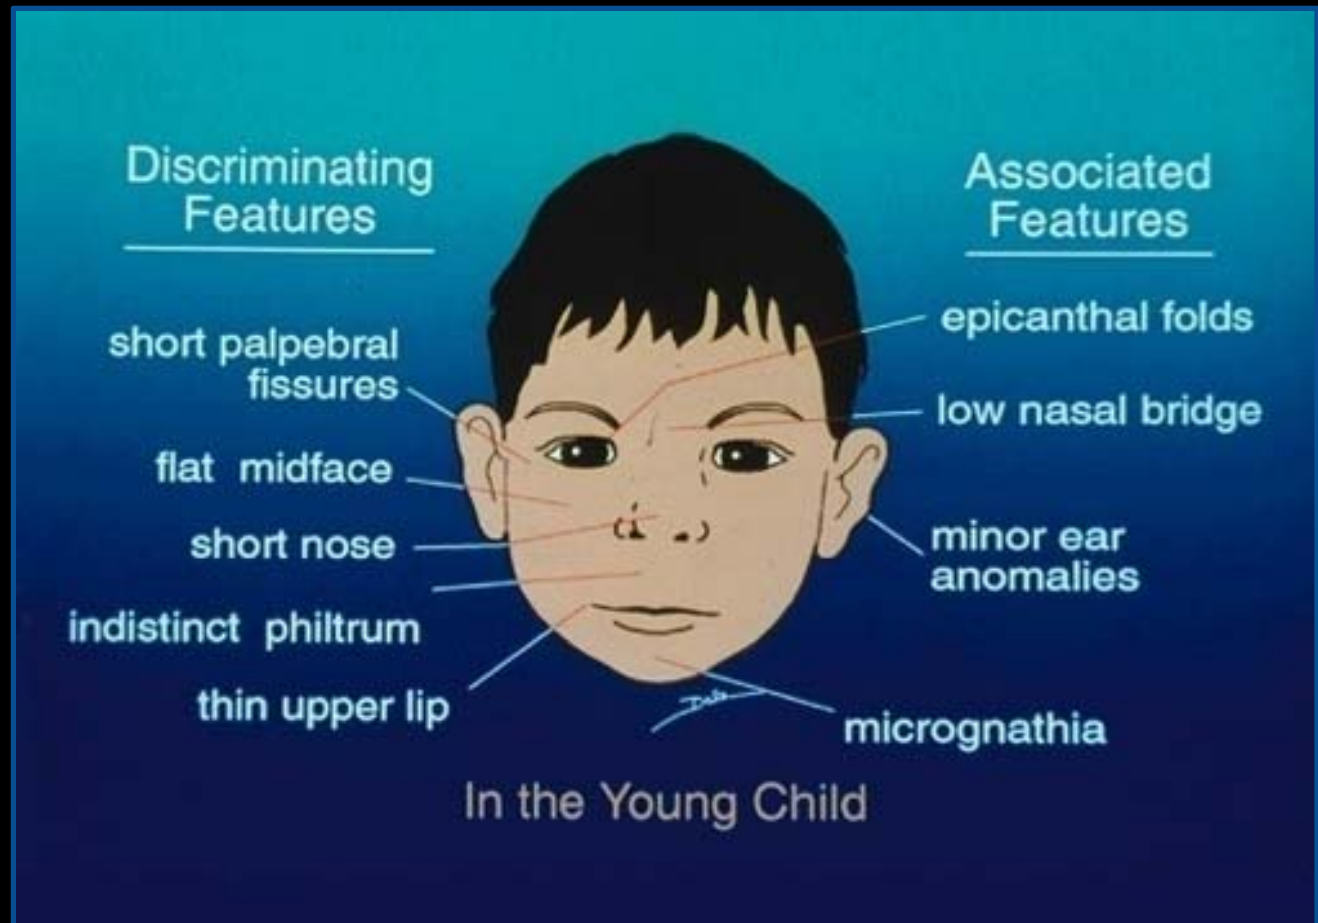 Discriminating
Features
short palpebral
fissures
flat midface
short nose
indistinct philtrum
thin upper lip
Associated
Features
epicanthal folds
low nasal bridge
minor ear
anomalies
micrognathia
In the Young Child